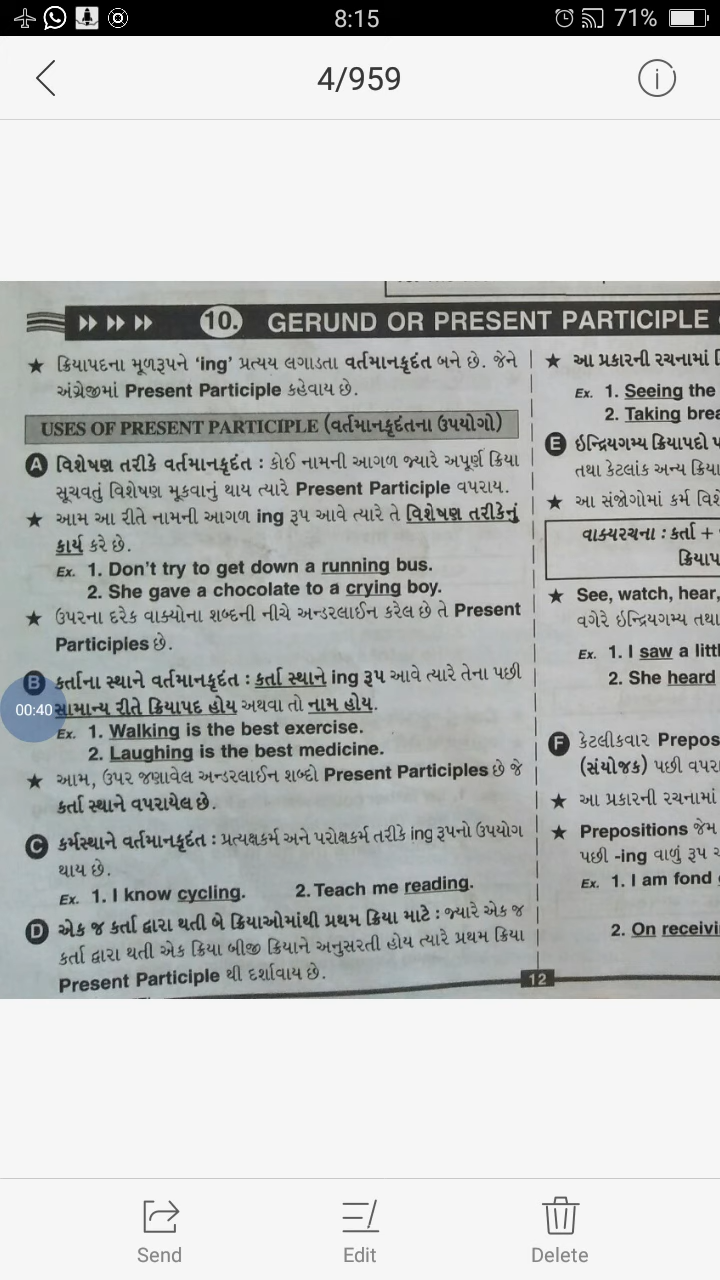 8:15
71%
4/959
10. GERUND OR PRESENT PARTICIPLE
★ ક્રિયાપદના મૂળરૂપને ‘ing’ પ્રત્યય લગાડતા વર્તમાનકૃદંત બને છે. જેને
અંગ્રેજીમાં Present Participle કહેવાય છે.
USES OF PRESENT PARTICIPLE (વર્તમાનકૃદંતના ઉપયોગો)
A વિશેષણ તરીકે વર્તમાનકૃદંત : કોઈ નામની આગળ જ્યારે અપૂર્ણ ક્રિયા
સૂચવતું વિશેષણ મૂકવાનું થાય ત્યારે Present Participle વપરાય.
★ આમ આ રીતે નામની આગળ ing રૂપ આવે ત્યારે તે વિશેષણ તરીકેનું
કાર્ય કરે છે.
Ex. 1. Don't try to get down a running bus.
2. She gave a chocolate to a crying boy.
★ ઉપરના દરેક વાક્યોના શબ્દની નીચે અન્ડરલાઈન કરેલ છે તે Present
Participles છે.
B કર્તાના સ્થાને વર્તમાનકૃદંત : કર્તા સ્થાને ing રૂપ આવે ત્યારે તેના પછી
00:40
સામાન્ય રીતે ક્રિયાપદ હોય અથવા તો નામ હોય.
Ex. 1. Walking is the best exercise.
2. Laughing is the best medicine.
★ આમ, ઉપર જણાવેલ અન્ડરલાઈન શબ્દો Present Participles છે જે
કર્તા સ્થાને વપરાયેલ છે.
C કર્મસ્થાને વર્તમાનકૃદંત : પ્રત્યક્ષકર્મ અને પરોક્ષકર્મ તરીકે ing રૂપનો ઉપયોગ
થાય છે.
Ex. 1. I know cycling. 2. Teach me reading.
D એક જ કર્તા દ્વારા થતી બે ક્રિયાઓમાંથી પ્રથમ ક્રિયા માટે : જ્યારે એક જ
કર્તા દ્વારા થતી એક ક્રિયા બીજી ક્રિયાને અનુસરતી હોય ત્યારે પ્રથમ ક્રિયા
Present Participle થી દર્શાવાય છે.
★ આ પ્રકારની રચનામાં
Ex. 1. Seeing the
2. Taking
E ઇન્દ્રિયગમ્ય ક્રિયાપદો
તથા કેટલાંક અન્ય ક્રિયા
★ આ સંજોગોમાં કર્મ
વાક્યરચના : કર્તા +
★ See, watch, hear,
વગેરે ઇન્દ્રિયગમ્ય તથા
Ex. 1. I saw a
2. She heard
F કેટલીકવાર
(સંયોજક) પછી
★ આ પ્રકારની રચનામાં
★ Prepositions જેમ
પછી -ing વાળું રૂપ
Ex. 1. I am fond
2. On
12
Send Edit Delete